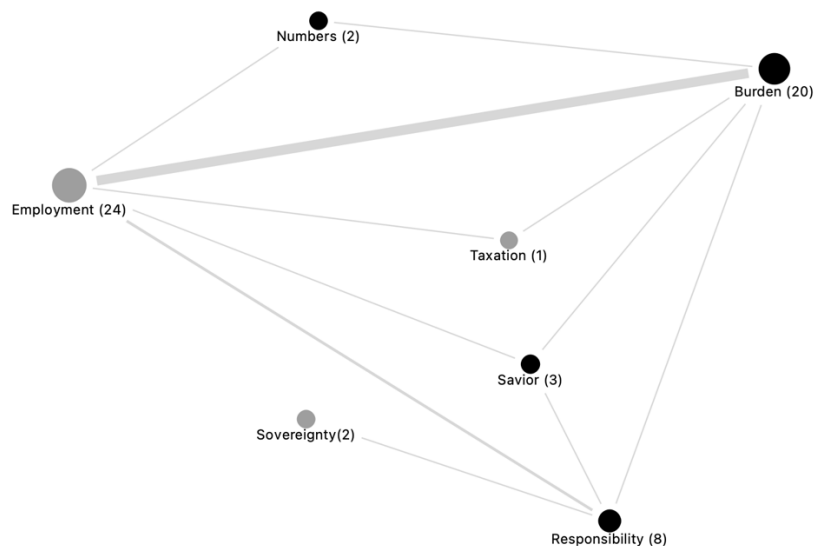 Numbers (2)
Burden (20)
Employment (24)
Taxation (1)
Savior (3)
Sovereignty(2)
Responsibility (8)